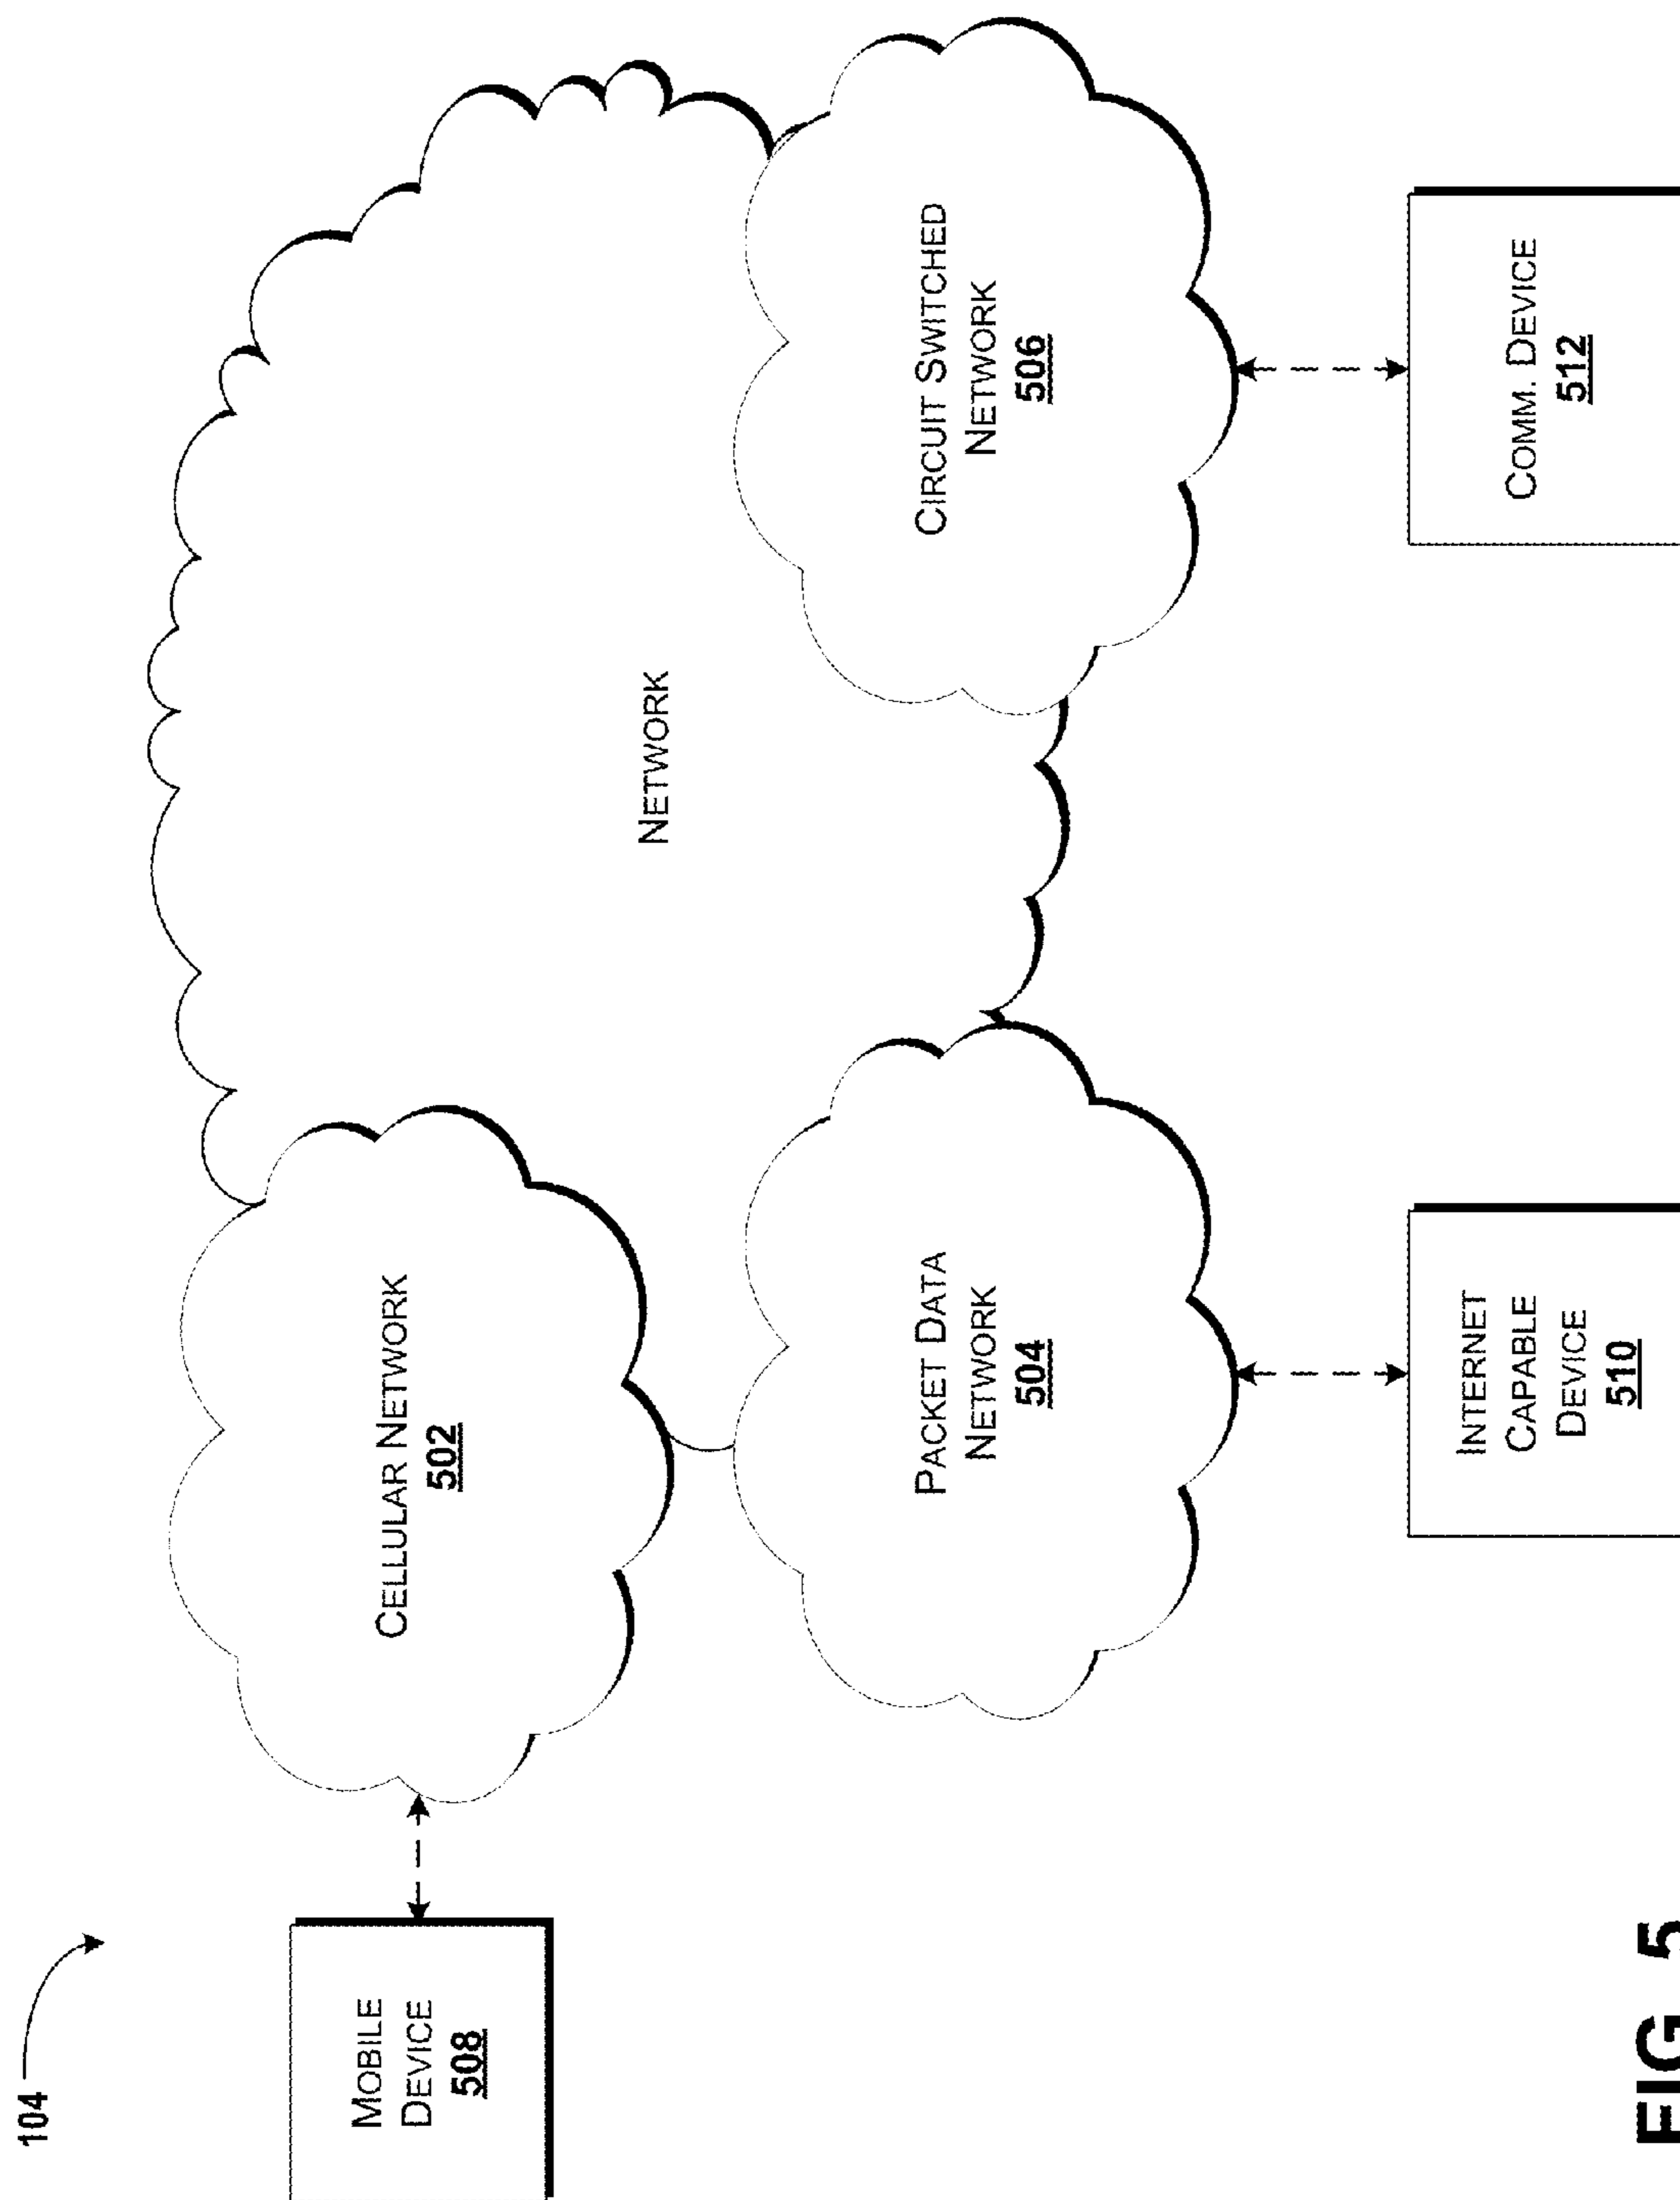 104
MOBILE
DEVICE
508
CELLULAR NETWORK
502
NETWORK
PACKET DATA
NETWORK
504
CIRCUIT SWITCHED
NETWORK
506
INTERNET
CAPABLE
DEVICE
510
COMM. DEVICE
512
FIG. 5